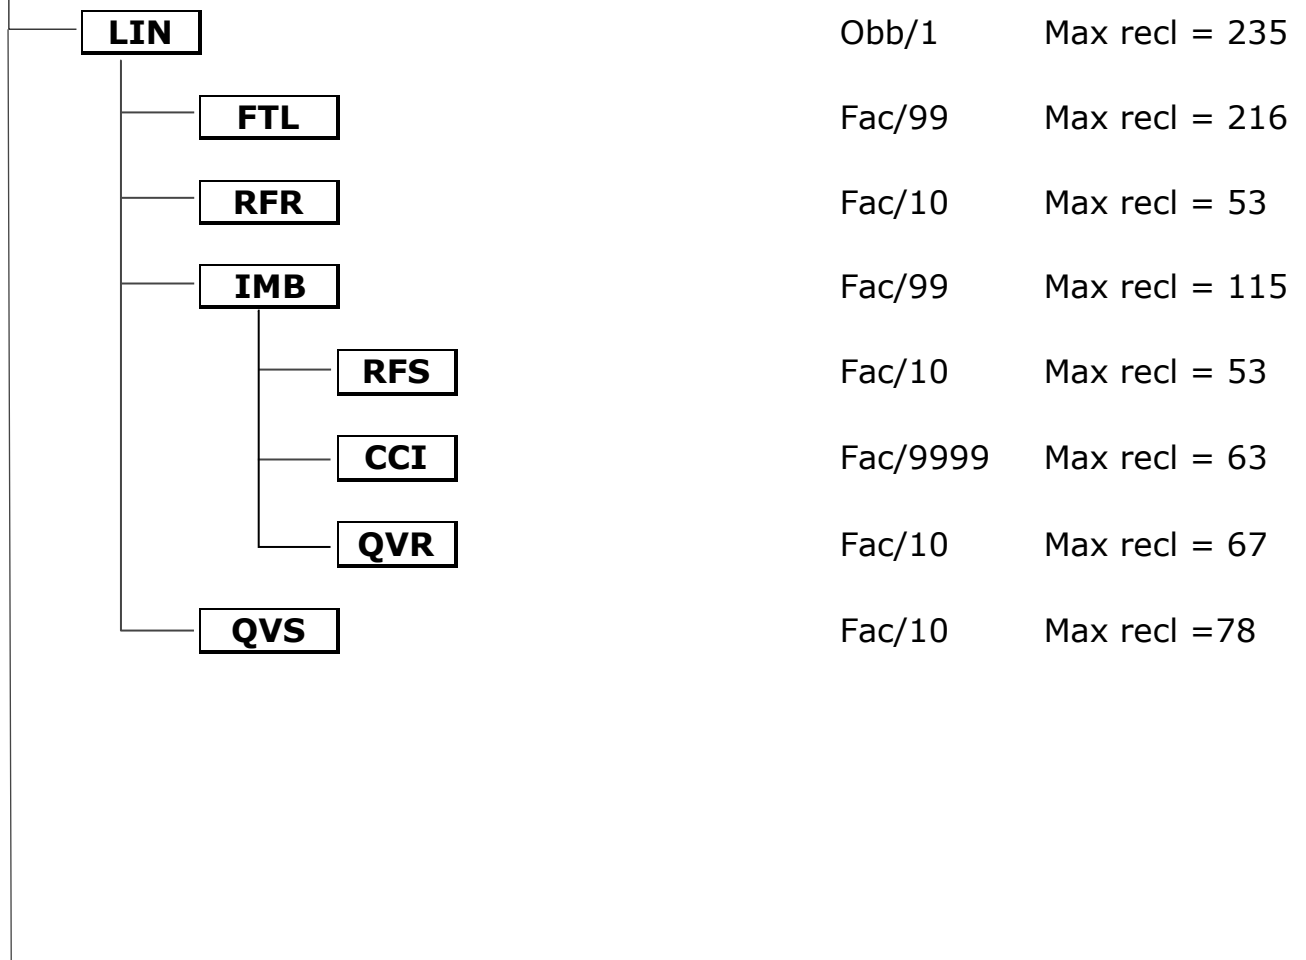 LIN Obb/1 Max recl = 235
FTL Fac/99 Max recl = 216
RFR Fac/10 Max recl = 53
IMB Fac/99 Max recl = 115
RFS Fac/10 Max recl = 53
CCI Fac/9999 Max recl = 63
QVR Fac/10 Max recl = 67
QVS Fac/10 Max recl =78